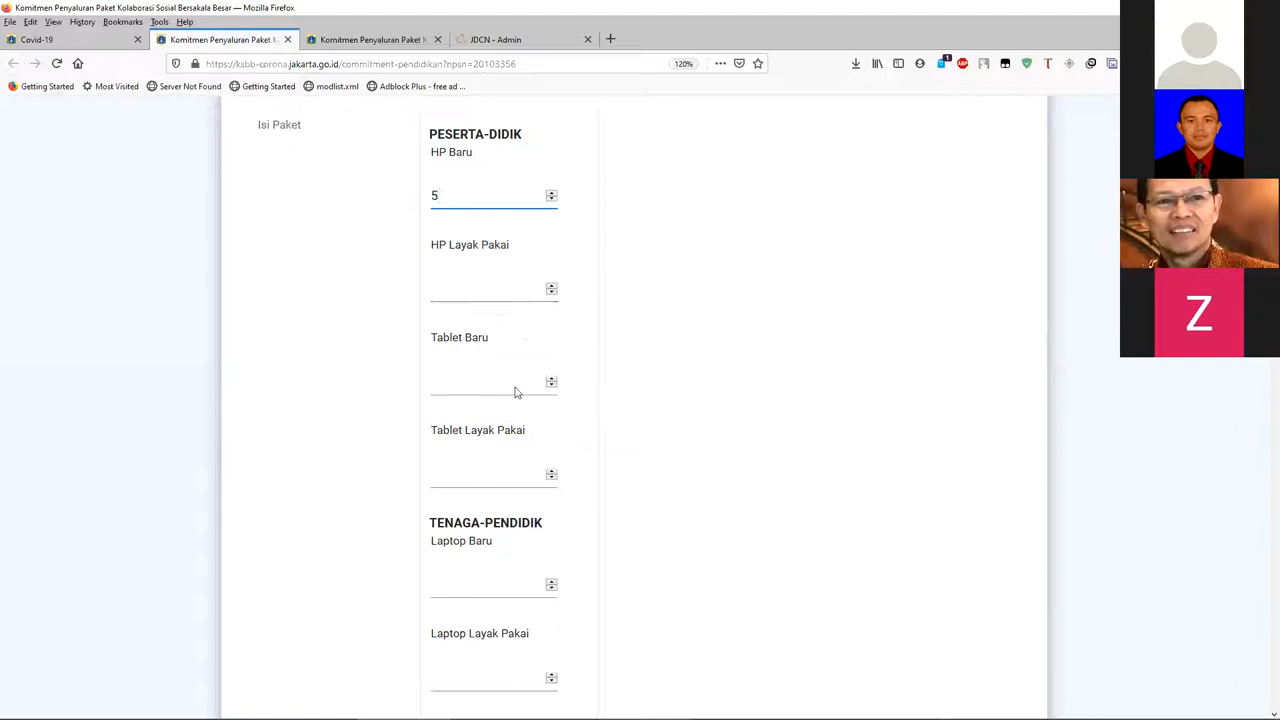 Komitmen Penyaluran Paket Kolaborasi Sosial Bersakala Besar — Mozilla Firefox
File Edit View History Bookmarks Tools Help
Covid-19 Komitmen Penyaluran Paket K Komitmen Penyaluran Paket K JDCN - Admin
https://ksbb-corona.jakarta.go.id/commitment-pendidikan?npsn=20103356 120%
Getting Started Most Visited Server Not Found Getting Started modlist.xml Adblock Plus - free ad ...
Isi Paket
PESERTA-DIDIK
HP Baru
5
HP Layak Pakai
Tablet Baru
Tablet Layak Pakai
TENAGA-PENDIDIK
Laptop Baru
Laptop Layak Pakai
Z